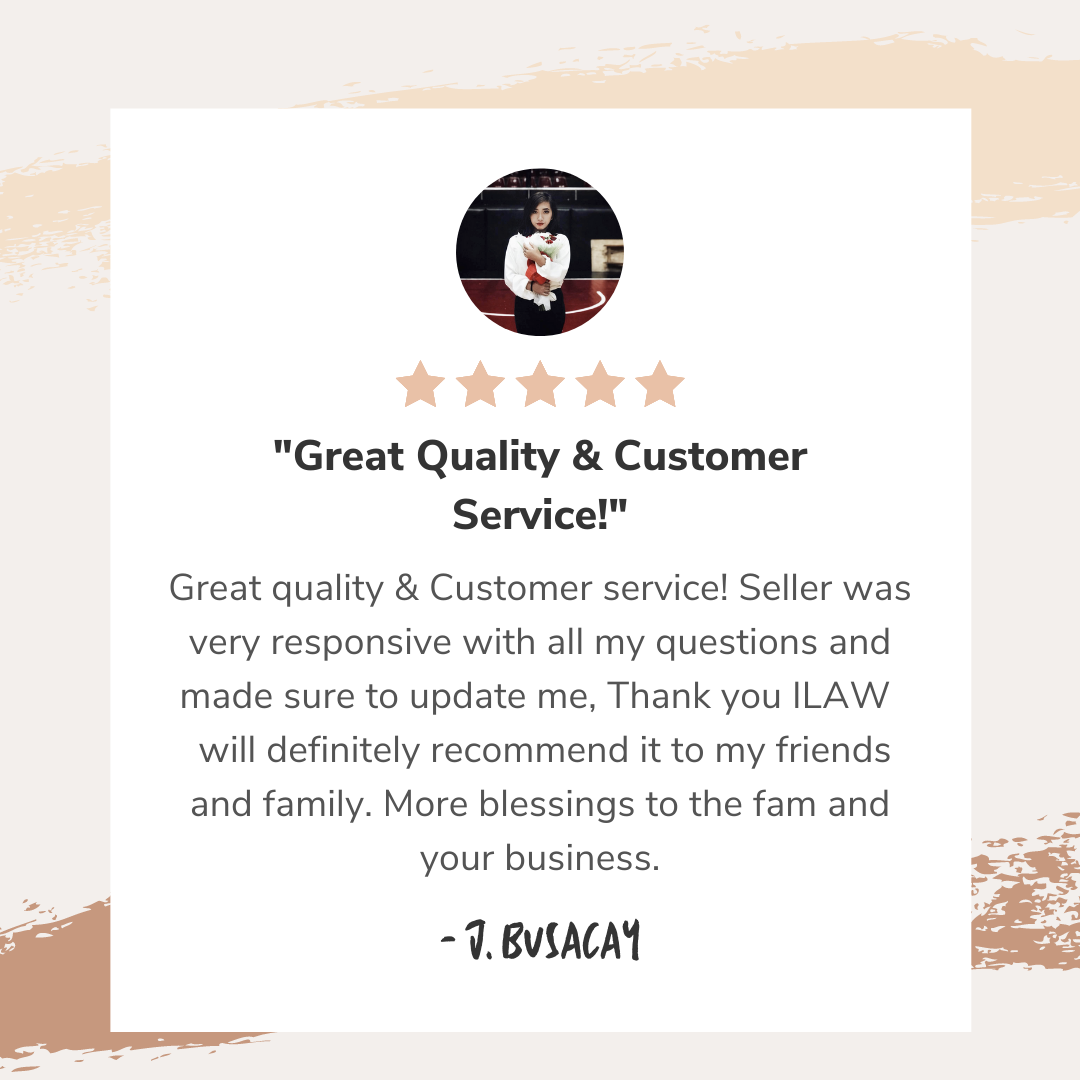 "Great Quality & Customer
Service!"
Great quality & Customer service! Seller was
very responsive with all my questions and
made sure to update me, Thank you ILAW
will definitely recommend it to my friends
and family. More blessings to the fam and
your business.
- J. BUSACAY